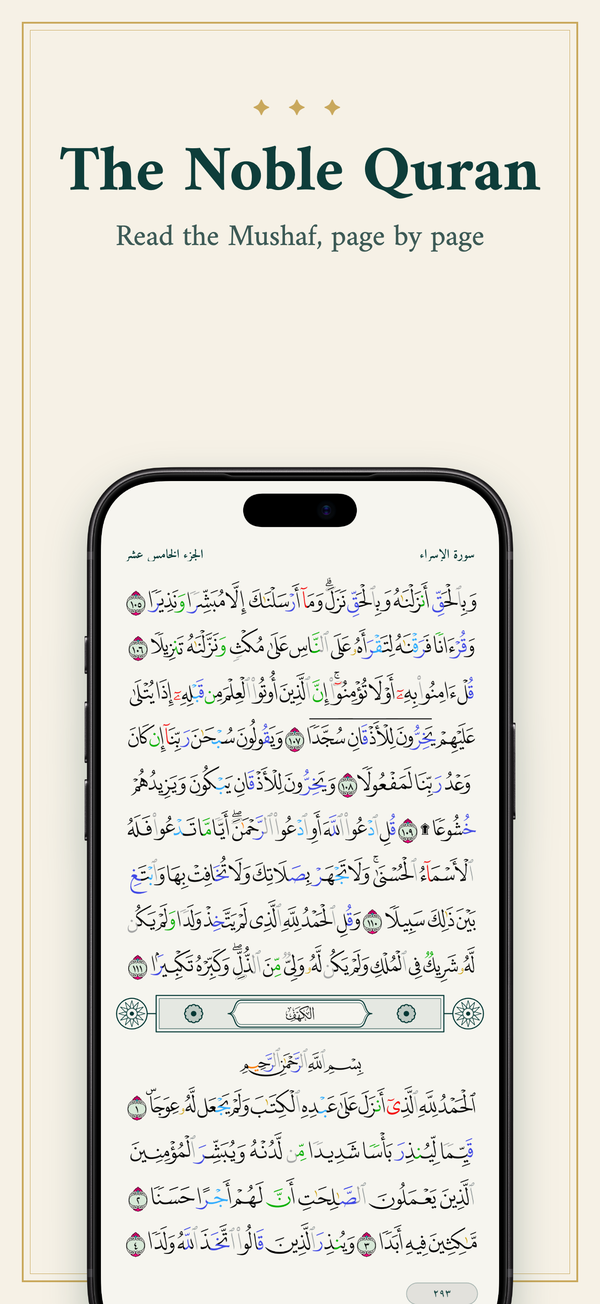 The Noble Quran
Read the Mushaf, page by page
سورة الإسراء
الجزء الخامس عشر
وَبِٱلْحَقِّ أَنزَلْنَٰهُ وَبِٱلْحَقِّ نَزَلَ ۗ وَمَآ أَرْسَلْنَٰكَ إِلَّا مُبَشِّرًا وَنَذِيرًا ١٠٥
وَقُرْءَانًا فَرَقْنَٰهُ لِتَقْرَأَهُۥ عَلَى ٱلنَّاسِ عَلَىٰ مُكْثٍ وَنَزَّلْنَٰهُ تَنزِيلًا ١٠٦
قُلْ ءَامِنُوا۟ بِهِۦٓ أَوْ لَا تُؤْمِنُوٓا۟ ۚ إِنَّ ٱلَّذِينَ أُوتُوا۟ ٱلْعِلْمَ مِن قَبْلِهِۦٓ إِذَا يُتْلَىٰ
عَلَيْهِمْ يَخِرُّونَ لِلْأَذْقَانِ سُجَّدًا ١٠٧ وَيَقُولُونَ سُبْحَٰنَ رَبِّنَآ إِن كَانَ
وَعْدُ رَبِّنَا لَمَفْعُولًا ١٠٨ وَيَخِرُّونَ لِلْأَذْقَانِ يَبْكُونَ وَيَزِيدُهُمْ
خُشُوعًا ۩ ١٠٩ قُلِ ٱدْعُوا۟ ٱللَّهَ أَوِ ٱدْعُوا۟ ٱلرَّحْمَٰنَ ۖ أَيًّا مَّا تَدْعُوا۟ فَلَهُ
ٱلْأَسْمَآءُ ٱلْحُسْنَىٰ ۚ وَلَا تَجْهَرْ بِصَلَاتِكَ وَلَا تُخَافِتْ بِهَا وَٱبْتَغِ
بَيْنَ ذَٰلِكَ سَبِيلًا ١١٠ وَقُلِ ٱلْحَمْدُ لِلَّهِ ٱلَّذِى لَمْ يَتَّخِذْ وَلَدًا وَلَمْ يَكُن
لَّهُۥ شَرِيكٌ فِى ٱلْمُلْكِ وَلَمْ يَكُن لَّهُۥ وَلِىٌّ مِّنَ ٱلذُّلِّ ۖ وَكَبِّرْهُ تَكْبِيرًۢا ١١١
الكهف
بِسْمِ ٱللَّهِ ٱلرَّحْمَٰنِ ٱلرَّحِيمِ
ٱلْحَمْدُ لِلَّهِ ٱلَّذِىٓ أَنزَلَ عَلَىٰ عَبْدِهِ ٱلْكِتَٰبَ وَلَمْ يَجْعَل لَّهُۥ عِوَجَا ۜ ١
قَيِّمًا لِّيُنذِرَ بَأْسًا شَدِيدًا مِّن لَّدُنْهُ وَيُبَشِّرَ ٱلْمُؤْمِنِينَ
ٱلَّذِينَ يَعْمَلُونَ ٱلصَّٰلِحَٰتِ أَنَّ لَهُمْ أَجْرًا حَسَنًا ٢
مَّٰكِثِينَ فِيهِ أَبَدًا ٣ وَيُنذِرَ ٱلَّذِينَ قَالُوا۟ ٱتَّخَذَ ٱللَّهُ وَلَدًا ٤
٢٩٣